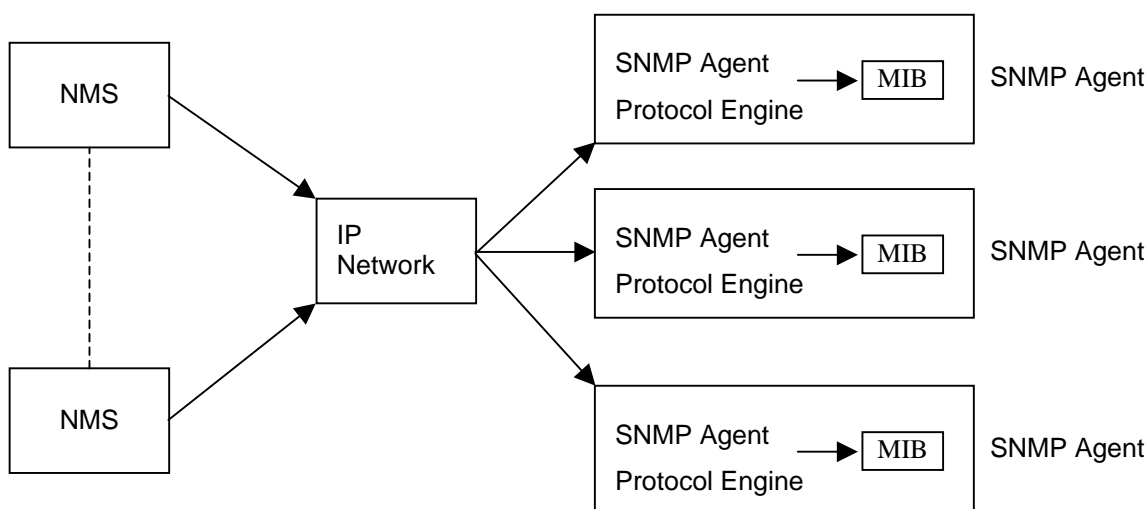 NMS
NMS
IP
Network
SNMP Agent
Protocol Engine
MIB
SNMP Agent
SNMP Agent
Protocol Engine
MIB
SNMP Agent
SNMP Agent
Protocol Engine
MIB
SNMP Agent